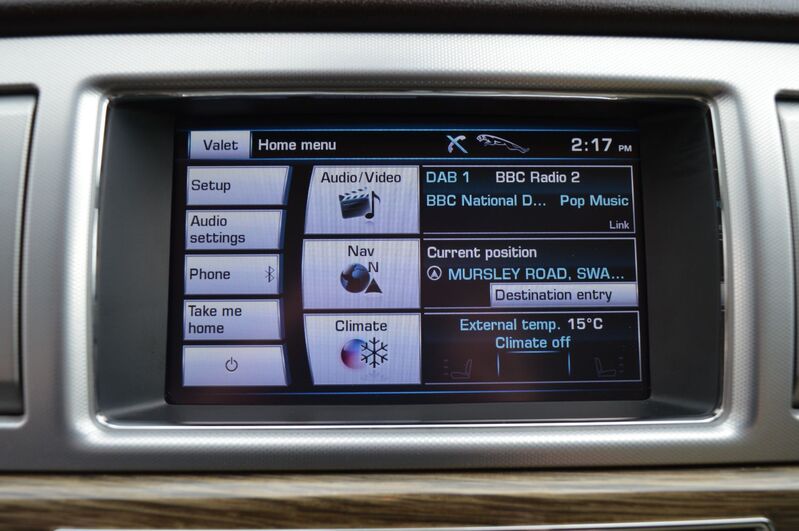 Valet Home menu 2:17 PM
Setup
Audio
settings
Phone
Take me
home
Audio/Video
Nav
N
Climate
DAB 1 BBC Radio 2
BBC National D... Pop Music
Link
Current position
MURSLEY ROAD, SWA...
Destination entry
External temp. 15°C
Climate off